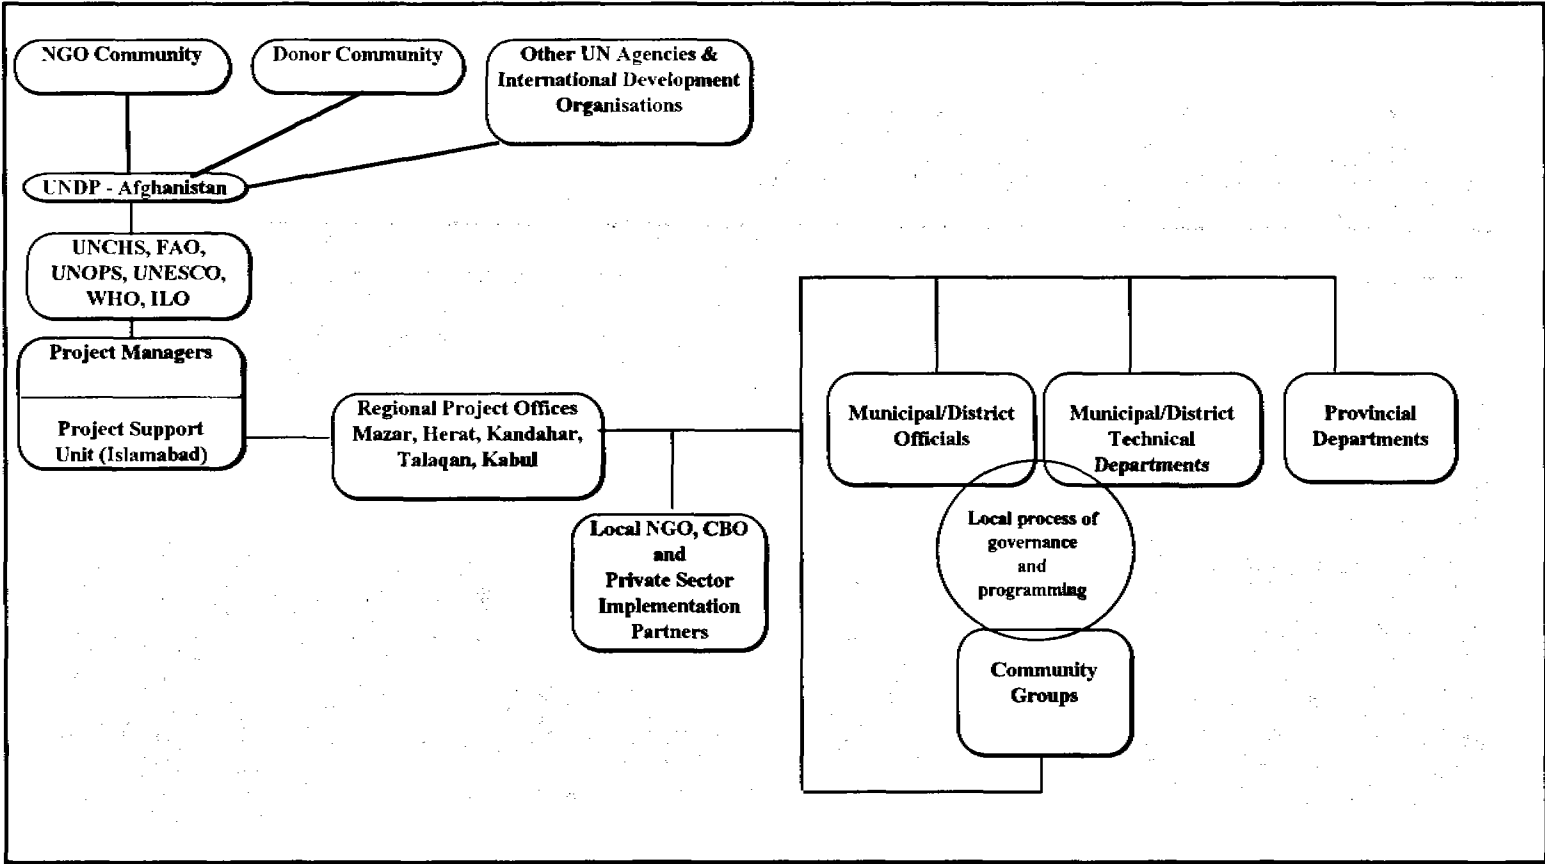 NGO Community
Donor Community
Other UN Agencies &
International Development
Organisations
UNDP - Afghanistan
UNCHS, FAO,
UNOPS, UNESCO,
WHO, ILO
Project Managers
Project Support
Unit (Islamabad)
Regional Project Offices
Mazar, Herat, Kandahar,
Talaqan, Kabul
Local NGO, CBO
and
Private Sector
Implementation
Partners
Municipal/District
Officials
Municipal/District
Technical
Departments
Provincial
Departments
Local process of
governance
and
programming
Community
Groups